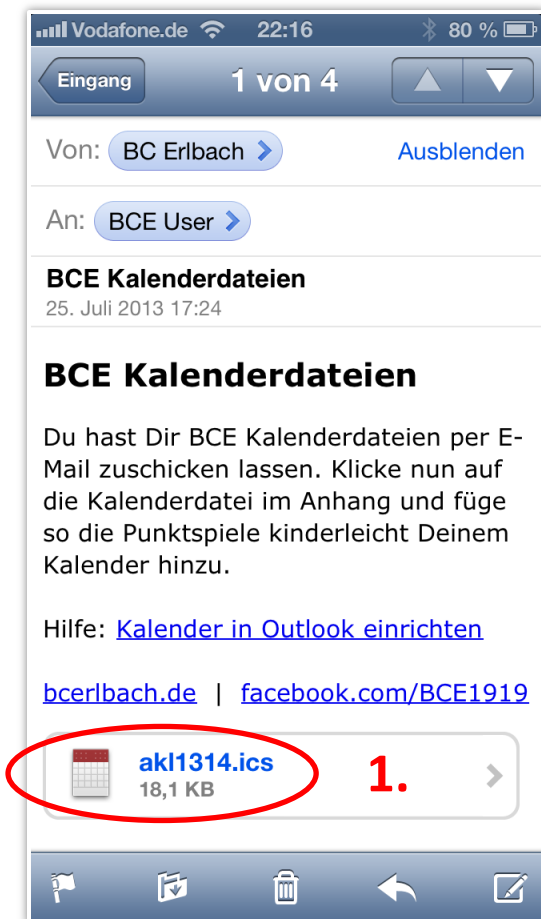 Vodafone.de 22:16 80 %
Eingang 1 von 4
Von: BC Erlbach Ausblenden
An: BCE User
BCE Kalenderdateien
25. Juli 2013 17:24
BCE Kalenderdateien
Du hast Dir BCE Kalenderdateien per E-
Mail zuschicken lassen. Klicke nun auf
die Kalenderdatei im Anhang und füge
so die Punktspiele kinderleicht Deinem
Kalender hinzu.
Hilfe: Kalender in Outlook einrichten
bcerlbach.de | facebook.com/BCE1919
akl1314.ics 1.
18,1 KB